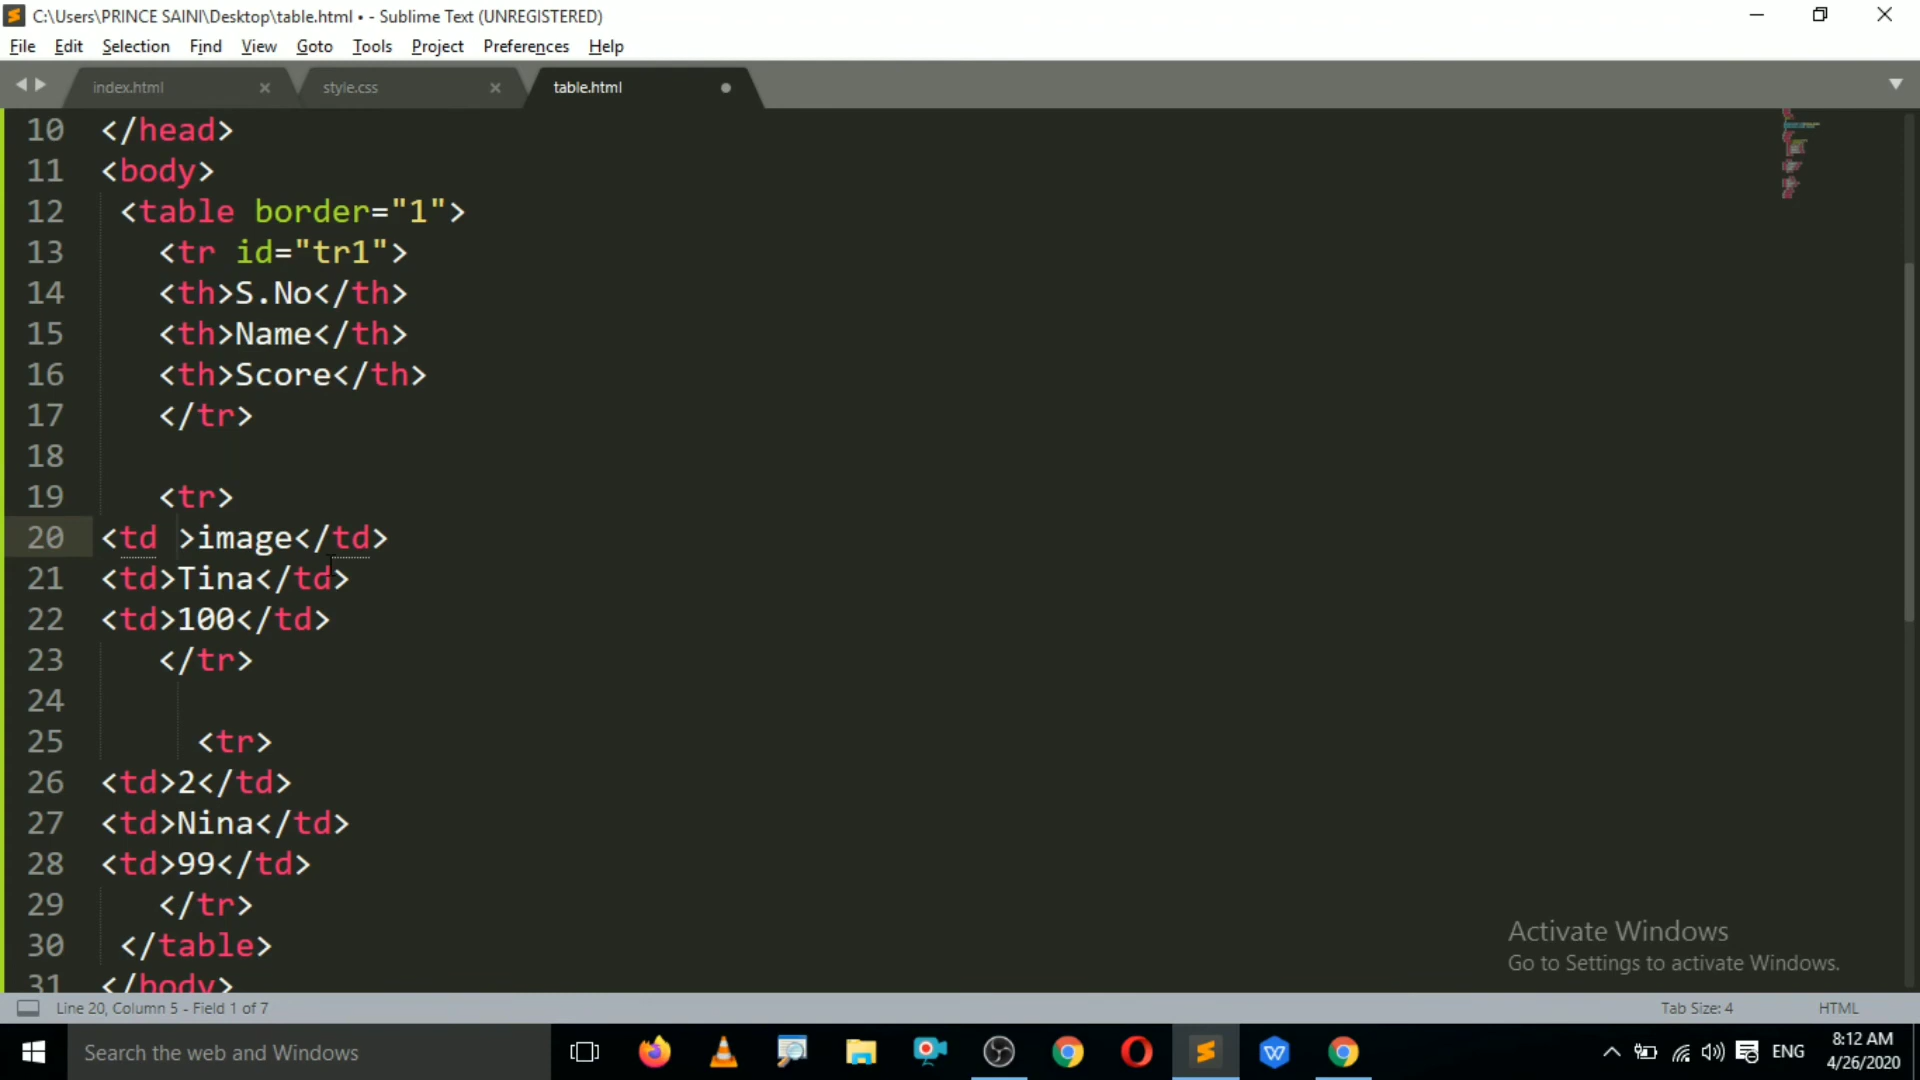 C:\Users\PRINCE SAINI\Desktop\table.html • - Sublime Text (UNREGISTERED)
File Edit Selection Find View Goto Tools Project Preferences Help
index.html style.css table.html
10 </head>
11 <body>
12 <table border="1">
13 <tr id="tr1">
14 <th>S.No</th>
15 <th>Name</th>
16 <th>Score</th>
17 </tr>
18
19 <tr>
20 <td >image</td>
21 <td>Tina</td>
22 <td>100</td>
23 </tr>
24
25 <tr>
26 <td>2</td>
27 <td>Nina</td>
28 <td>99</td>
29 </tr>
30 </table>
31 </body>
Activate Windows
Go to Settings to activate Windows.
Line 20, Column 5 - Field 1 of 7 Tab Size: 4 HTML
Search the web and Windows ENG 8:12 AM
4/26/2020